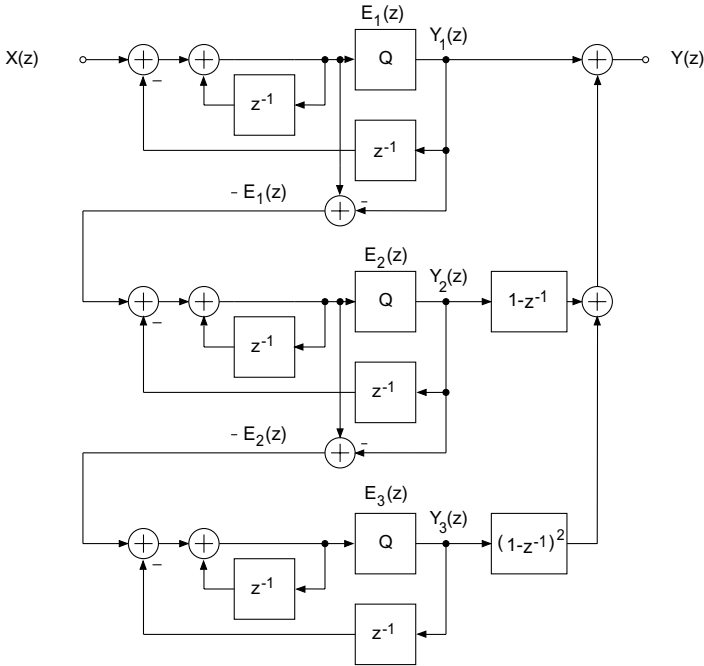 E₁(z)
X(z) Q Y₁(z) Y(z)
–
z⁻¹
z⁻¹
– E₁(z) –
E₂(z)
Q Y₂(z) 1-z⁻¹
–
z⁻¹
z⁻¹
– E₂(z) –
E₃(z)
Q Y₃(z) (1-z⁻¹)²
–
z⁻¹
z⁻¹